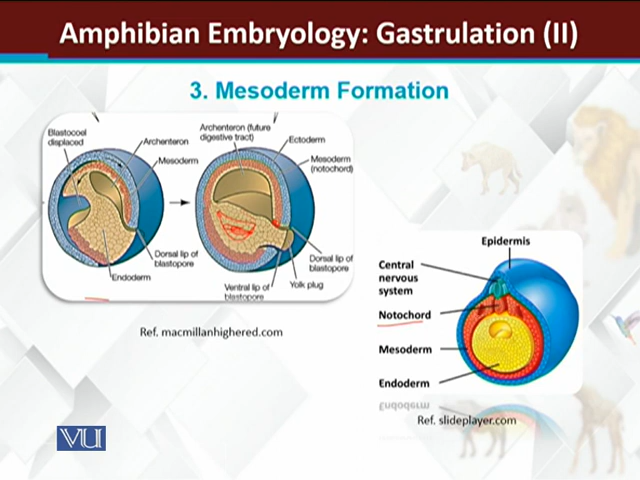 Amphibian Embryology: Gastrulation (II)
3. Mesoderm Formation
Blastocoel
displaced
Archenteron
Mesoderm
Dorsal lip of
blastopore
Endoderm
Archenteron (future
digestive tract)
Ectoderm
Mesoderm
(notochord)
Dorsal lip of
blastopore
Yolk plug
Ventral lip of
blastopore
Ref. macmillanhighered.com
Epidermis
Central
nervous
system
Notochord
Mesoderm
Endoderm
Ref. slideplayer.com
VU